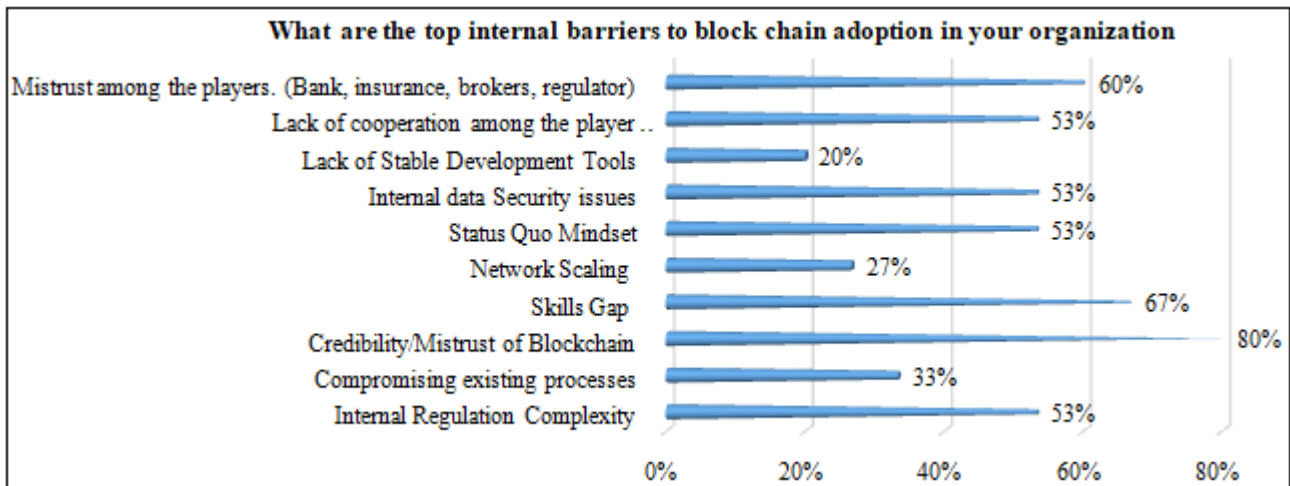 What are the top internal barriers to block chain adoption in your organization
Mistrust among the players. (Bank, insurance, brokers, regulator) 60%
Lack of cooperation among the player .. 53%
Lack of Stable Development Tools 20%
Internal data Security issues 53%
Status Quo Mindset 53%
Network Scaling 27%
Skills Gap 67%
Credibility/Mistrust of Blockchain 80%
Compromising existing processes 33%
Internal Regulation Complexity 53%
0% 20% 40% 60% 80%